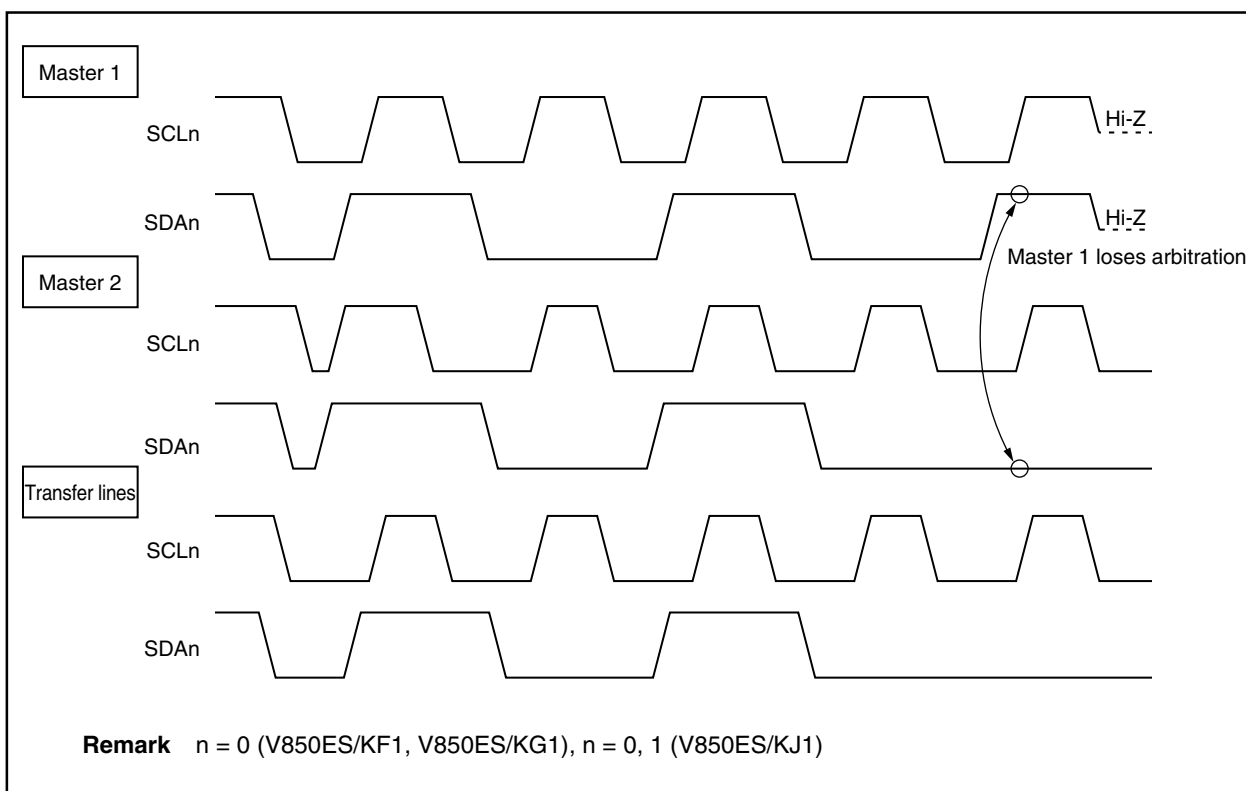 Master 1
SCLn
Hi-Z
SDAn
Hi-Z
Master 1 loses arbitration
Master 2
SCLn
SDAn
Transfer lines
SCLn
SDAn
Remark n = 0 (V850ES/KF1, V850ES/KG1), n = 0, 1 (V850ES/KJ1)